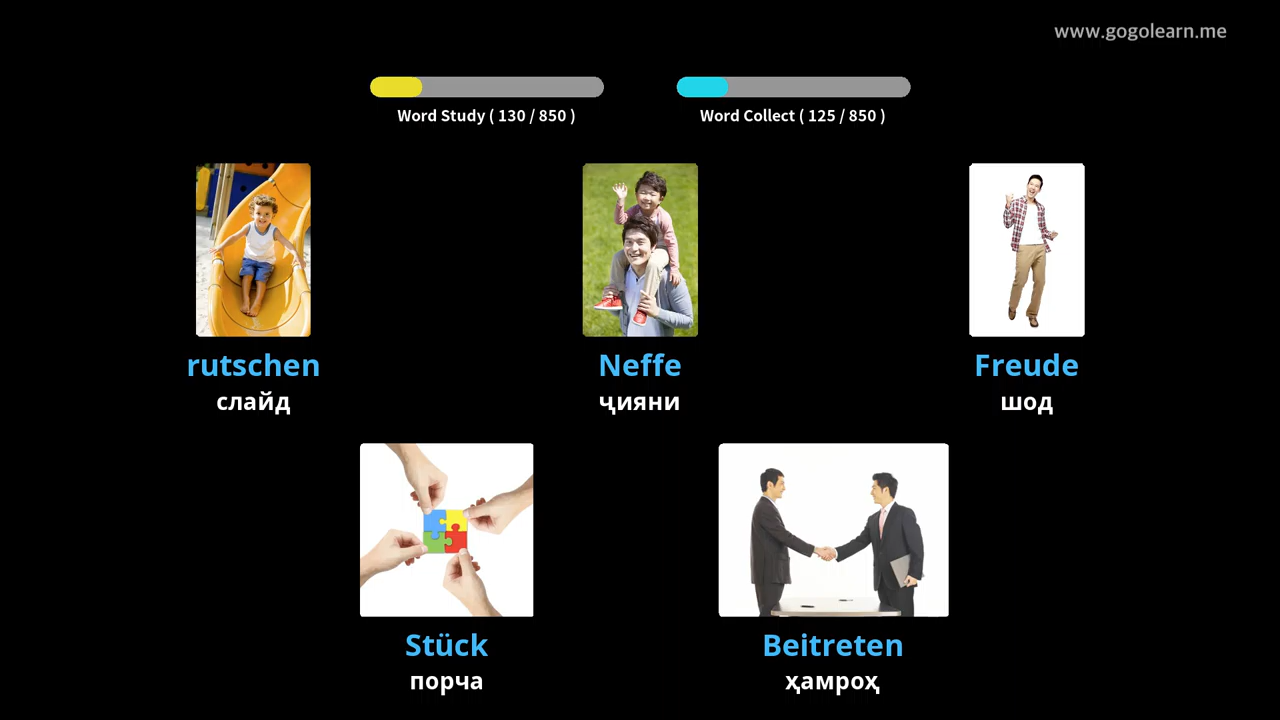 www.gogolearn.me
Word Study ( 130 / 850 )
Word Collect ( 125 / 850 )
rutschen
Neffe
Freude
слайд
ҷияни
шод
Stück
Beitreten
порча
ҳамроҳ